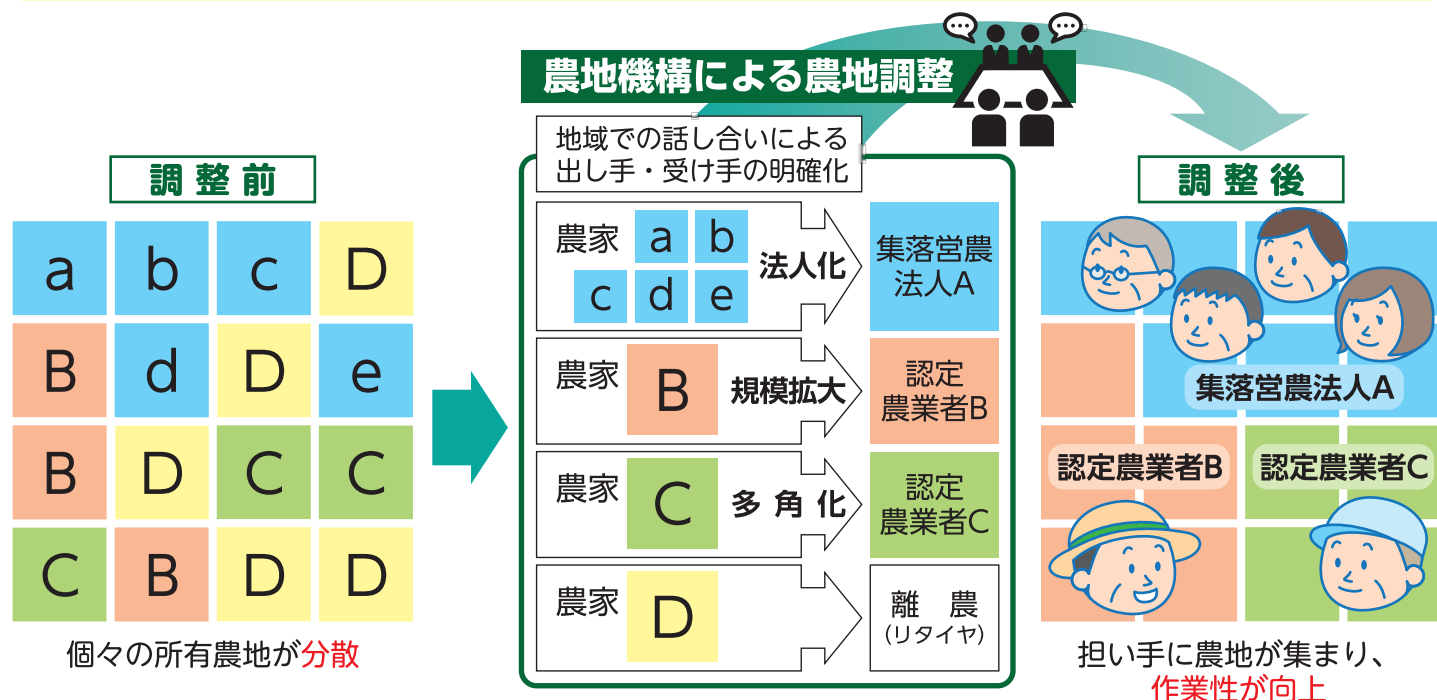 農地機構による農地調整
地域での話し合いによる
出し手・受け手の明確化
調整前
a b c D
B d D e
B D C C
C B D D
個々の所有農地が分散
農家 a b
c d e
法人化
集落営農
法人A
農家 B
規模拡大
認定
農業者B
農家 C
多角化
認定
農業者C
農家 D
離 農
(リタイヤ)
調整後
集落営農法人A
認定農業者B
認定農業者C
担い手に農地が集まり、
作業性が向上